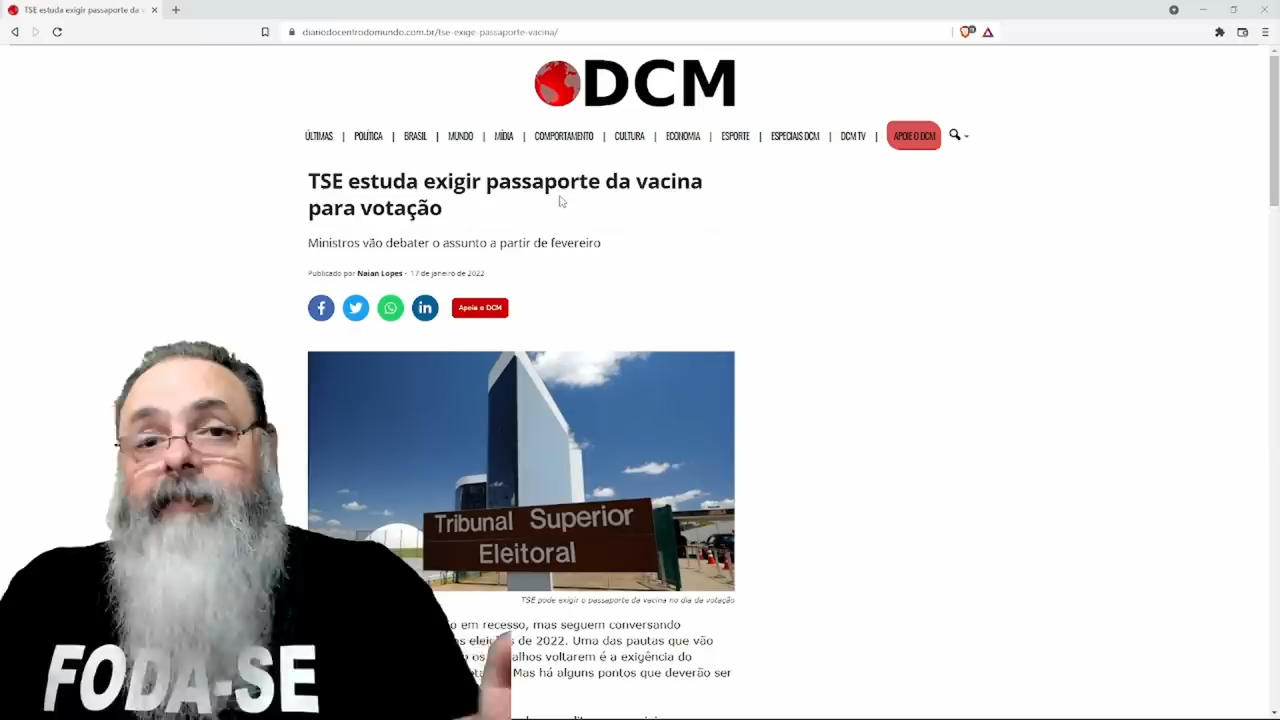 TSE estuda exigir passaporte da v
diariodocentrodomundo.com.br/tse-exige-passaporte-vacina/
DCM
ÚLTIMAS | POLÍTICA | BRASIL | MUNDO | MÍDIA | COMPORTAMENTO | CULTURA | ECONOMIA | ESPORTE | ESPECIAIS DCM | DCM TV | APOIE O DCM
TSE estuda exigir passaporte da vacina
para votação
Ministros vão debater o assunto a partir de fevereiro
Publicado por Naian Lopes - 17 de janeiro de 2022
Apoie o DCM
Tribunal Superior
Eleitoral
TSE pode exigir o passaporte da vacina no dia da votação
o em recesso, mas seguem conversando
s de 2022. Uma das pautas que vão
alhos voltarem é a exigência do
Mas há alguns pontos que deverão ser
FODA-SE